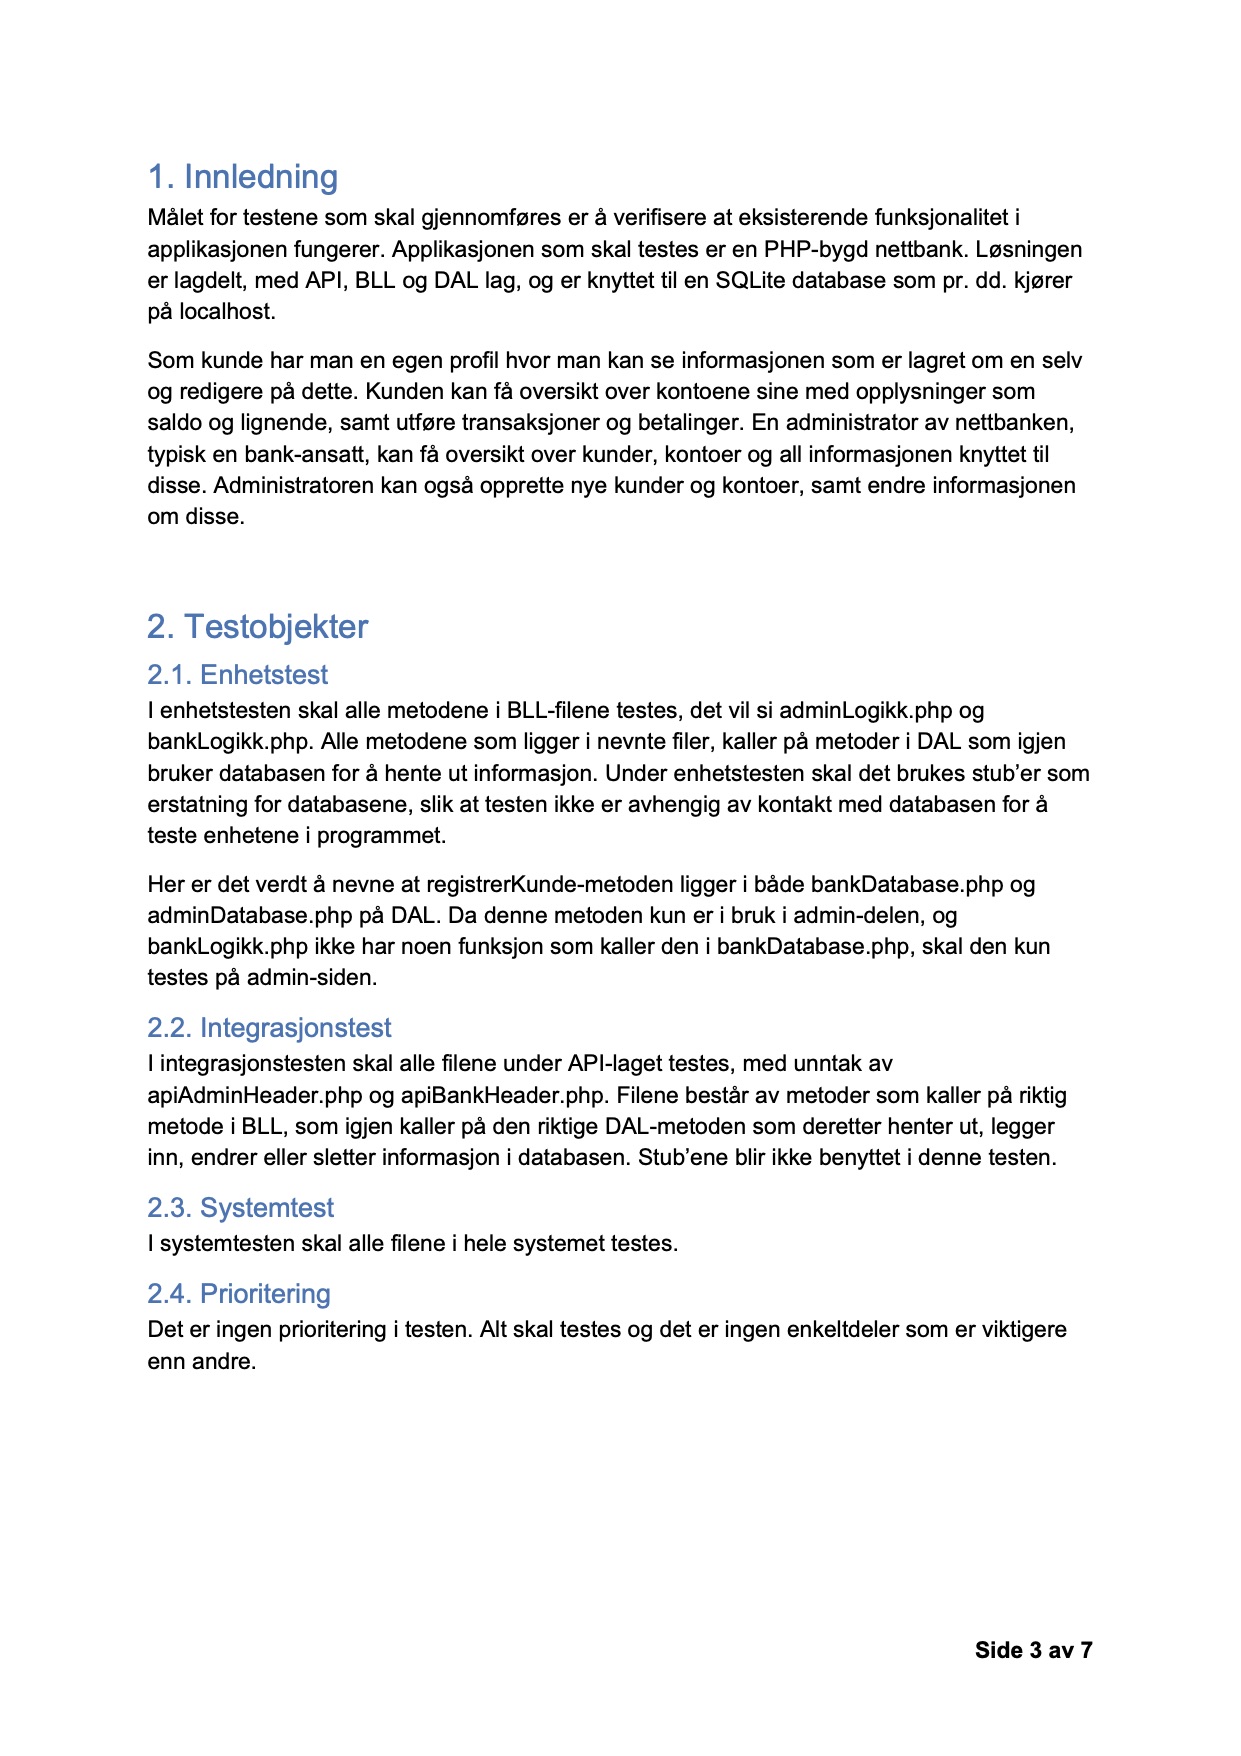 1. Innledning
Målet for testene som skal gjennomføres er å verifisere at eksisterende funksjonalitet i
applikasjonen fungerer. Applikasjonen som skal testes er en PHP-bygd nettbank. Løsningen
er lagdelt, med API, BLL og DAL lag, og er knyttet til en SQLite database som pr. dd. kjører
på localhost.
Som kunde har man en egen profil hvor man kan se informasjonen som er lagret om en selv
og redigere på dette. Kunden kan få oversikt over kontoene sine med opplysninger som
saldo og lignende, samt utføre transaksjoner og betalinger. En administrator av nettbanken,
typisk en bank-ansatt, kan få oversikt over kunder, kontoer og all informasjonen knyttet til
disse. Administratoren kan også opprette nye kunder og kontoer, samt endre informasjonen
om disse.
2. Testobjekter
2.1. Enhetstest
I enhetstesten skal alle metodene i BLL-filene testes, det vil si adminLogikk.php og
bankLogikk.php. Alle metodene som ligger i nevnte filer, kaller på metoder i DAL som igjen
bruker databasen for å hente ut informasjon. Under enhetstesten skal det brukes stub’er som
erstatning for databasene, slik at testen ikke er avhengig av kontakt med databasen for å
teste enhetene i programmet.
Her er det verdt å nevne at registrerKunde-metoden ligger i både bankDatabase.php og
adminDatabase.php på DAL. Da denne metoden kun er i bruk i admin-delen, og
bankLogikk.php ikke har noen funksjon som kaller den i bankDatabase.php, skal den kun
testes på admin-siden.
2.2. Integrasjonstest
I integrasjonstesten skal alle filene under API-laget testes, med unntak av
apiAdminHeader.php og apiBankHeader.php. Filene består av metoder som kaller på riktig
metode i BLL, som igjen kaller på den riktige DAL-metoden som deretter henter ut, legger
inn, endrer eller sletter informasjon i databasen. Stub’ene blir ikke benyttet i denne testen.
2.3. Systemtest
I systemtesten skal alle filene i hele systemet testes.
2.4. Prioritering
Det er ingen prioritering i testen. Alt skal testes og det er ingen enkeltdeler som er viktigere
enn andre.
Side 3 av 7